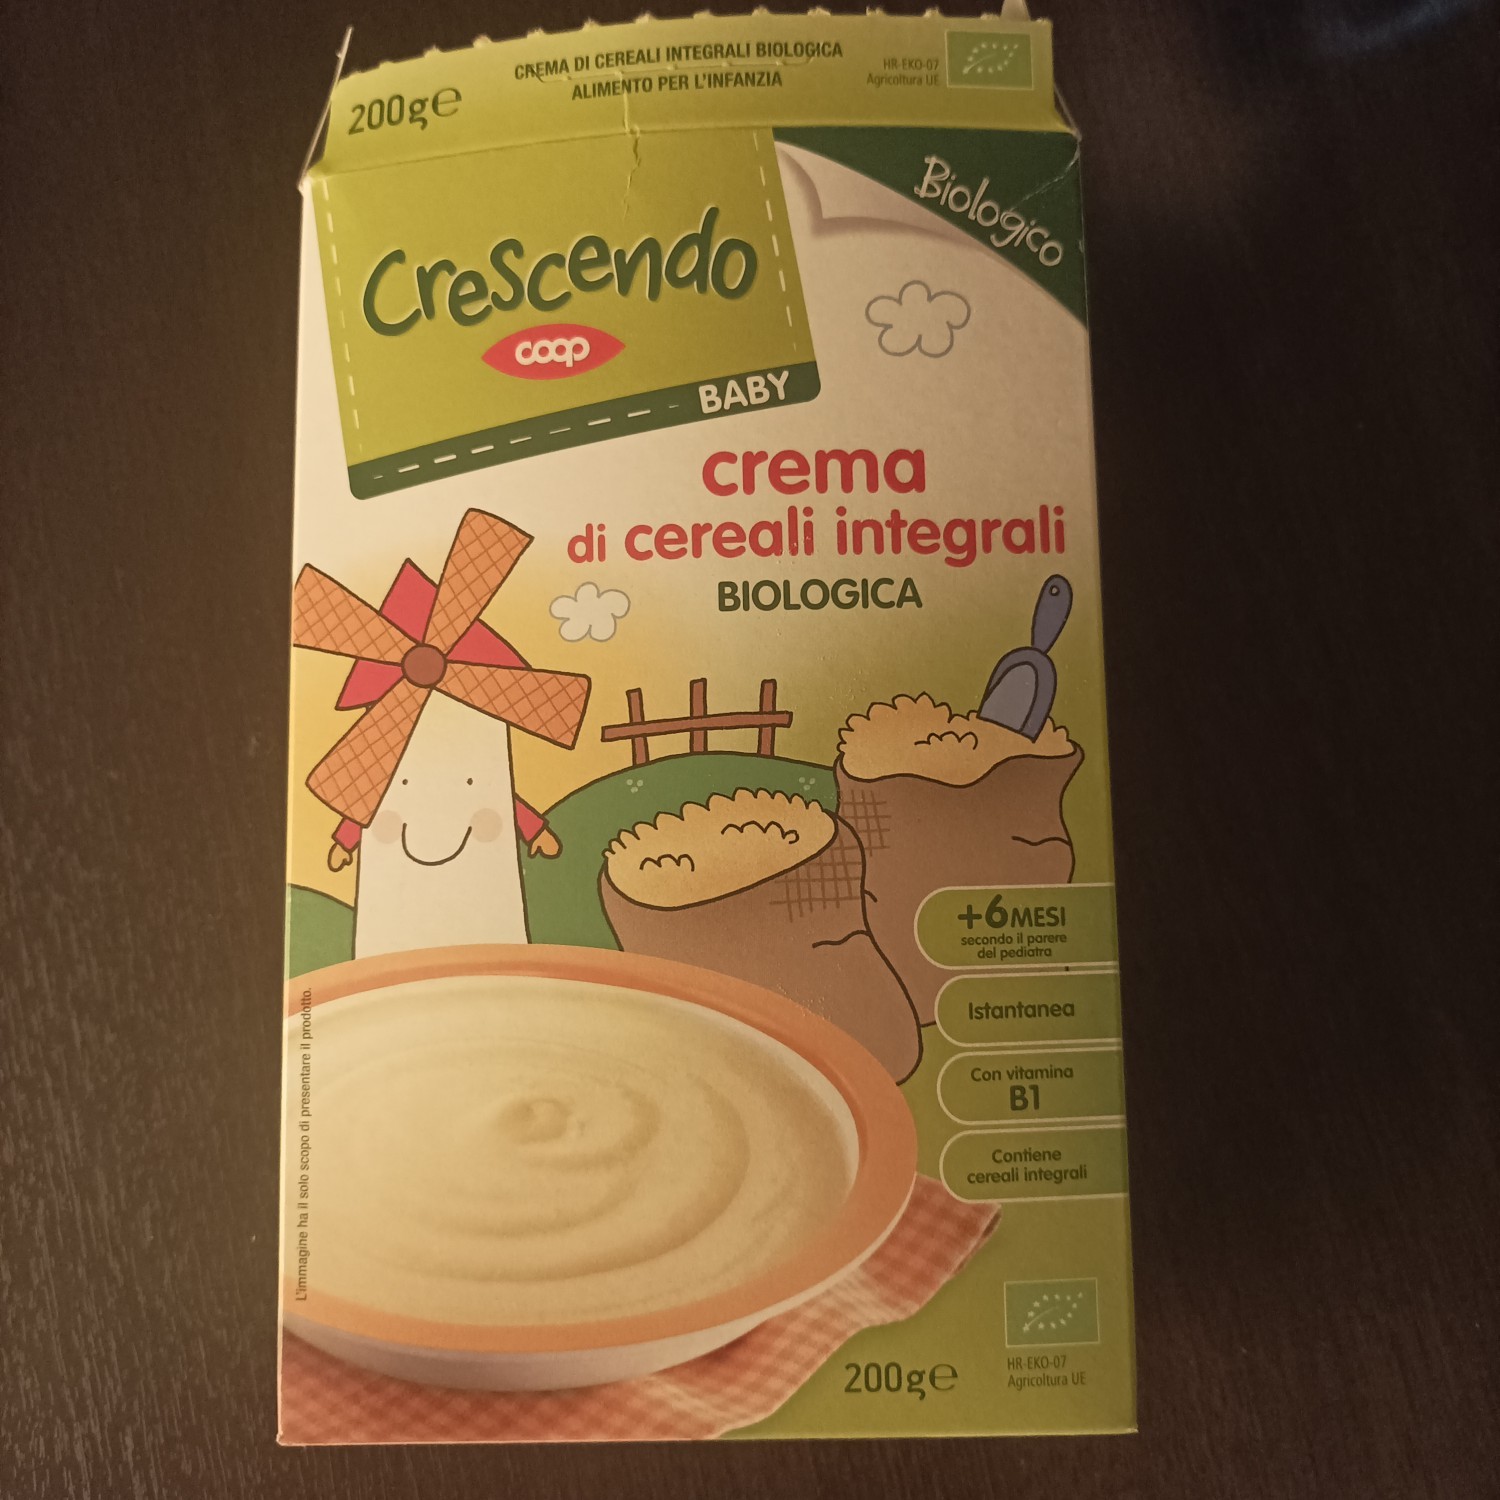 200g℮
CREMA DI CEREALI INTEGRALI BIOLOGICA
ALIMENTO PER L'INFANZIA
HR-EKO-07
Agricoltura UE
Biologico
Crescendo
coop
BABY
crema
di cereali integrali
BIOLOGICA
+6 MESI
secondo il parere
del pediatra
Istantanea
Con vitamina
B1
Contiene
cereali integrali
L'immagine ha il solo scopo di presentare il prodotto.
200g℮
HR-EKO-07
Agricoltura UE